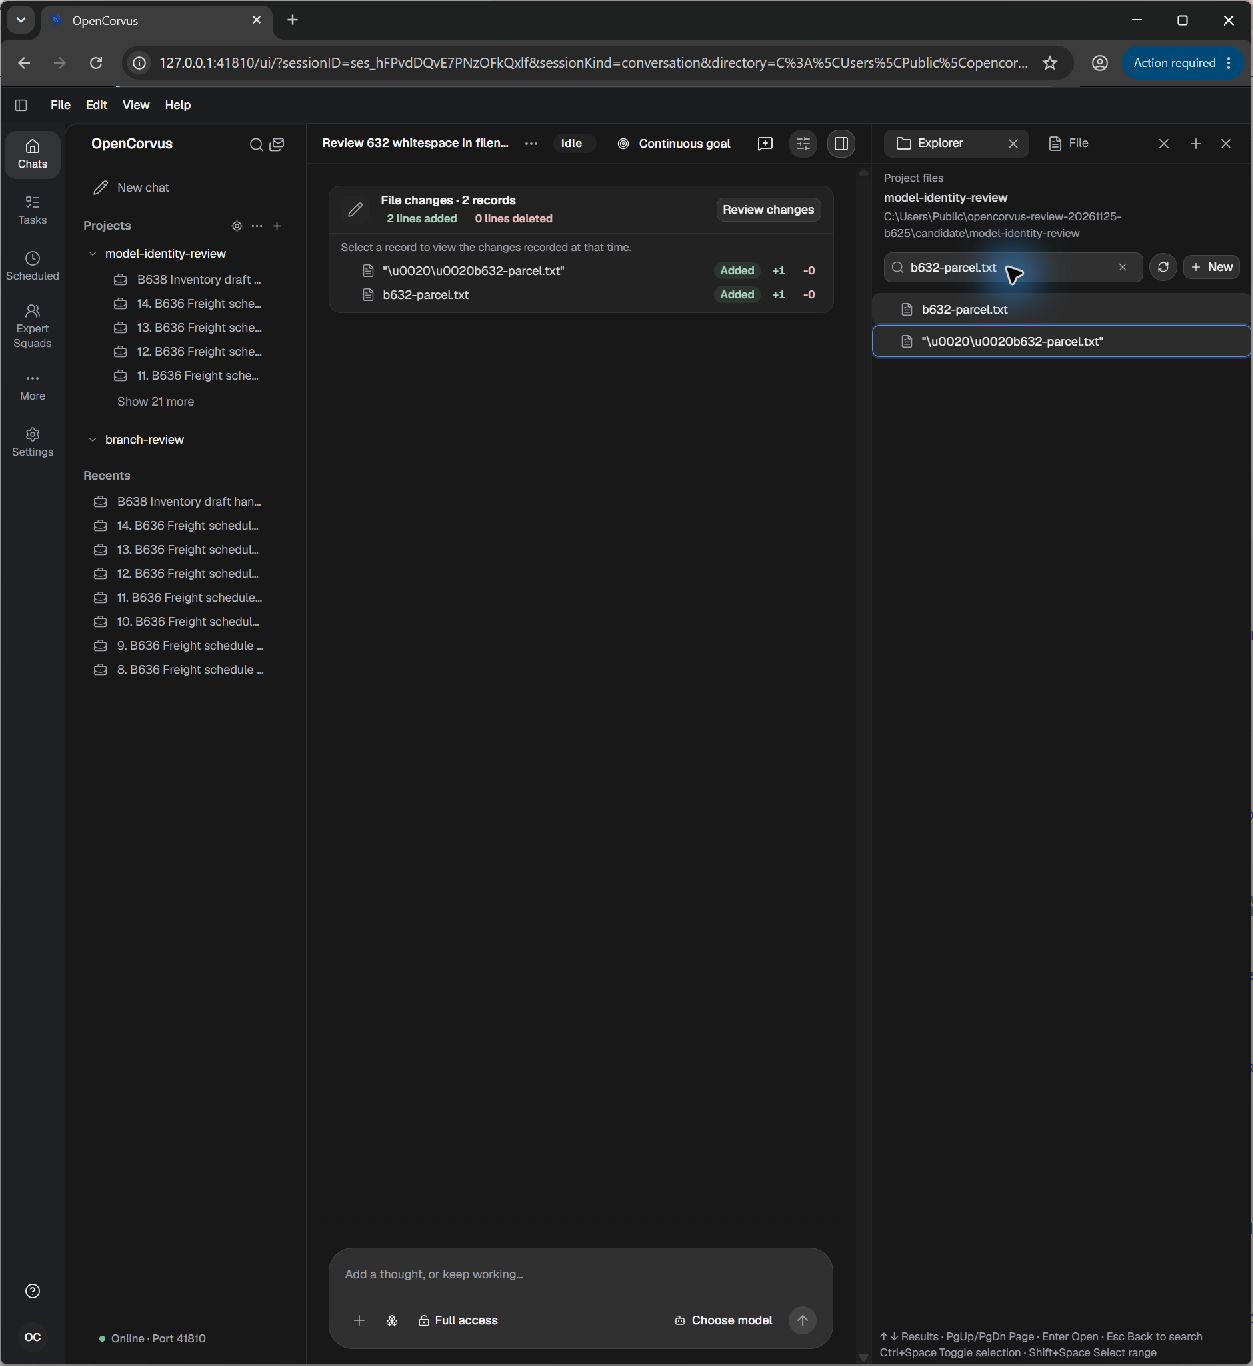 OpenCorvus
127.0.0.1:41810/ui/?sessionID=ses_hFPvdDQvE7PNzOFkQxlf&sessionKind=conversation&directory=C%3A%5CUsers%5CPublic%5Copencor...
Action required
File Edit View Help
Chats
Tasks
Scheduled
Expert
Squads
More
Settings
OC
OpenCorvus
New chat
Projects
model-identity-review
B638 Inventory draft ...
14. B636 Freight sche...
13. B636 Freight sche...
12. B636 Freight sche...
11. B636 Freight sche...
Show 21 more
branch-review
Recents
B638 Inventory draft han...
14. B636 Freight schedul...
13. B636 Freight schedul...
12. B636 Freight schedul...
11. B636 Freight schedule...
10. B636 Freight schedul...
9. B636 Freight schedule ...
8. B636 Freight schedule ...
Online · Port 41810
Review 632 whitespace in filen... Idle Continuous goal
File changes · 2 records
2 lines added 0 lines deleted
Review changes
Select a record to view the changes recorded at that time.
"\u0020\u0020b632-parcel.txt" Added +1 -0
b632-parcel.txt Added +1 -0
Add a thought, or keep working...
Full access Choose model
Explorer File
Project files
model-identity-review
C:\Users\Public\opencorvus-review-20261125-
b625\candidate\model-identity-review
b632-parcel.txt
New
b632-parcel.txt
"\u0020\u0020b632-parcel.txt"
↑↓ Results · PgUp/PgDn Page · Enter Open · Esc Back to search
Ctrl+Space Toggle selection · Shift+Space Select range